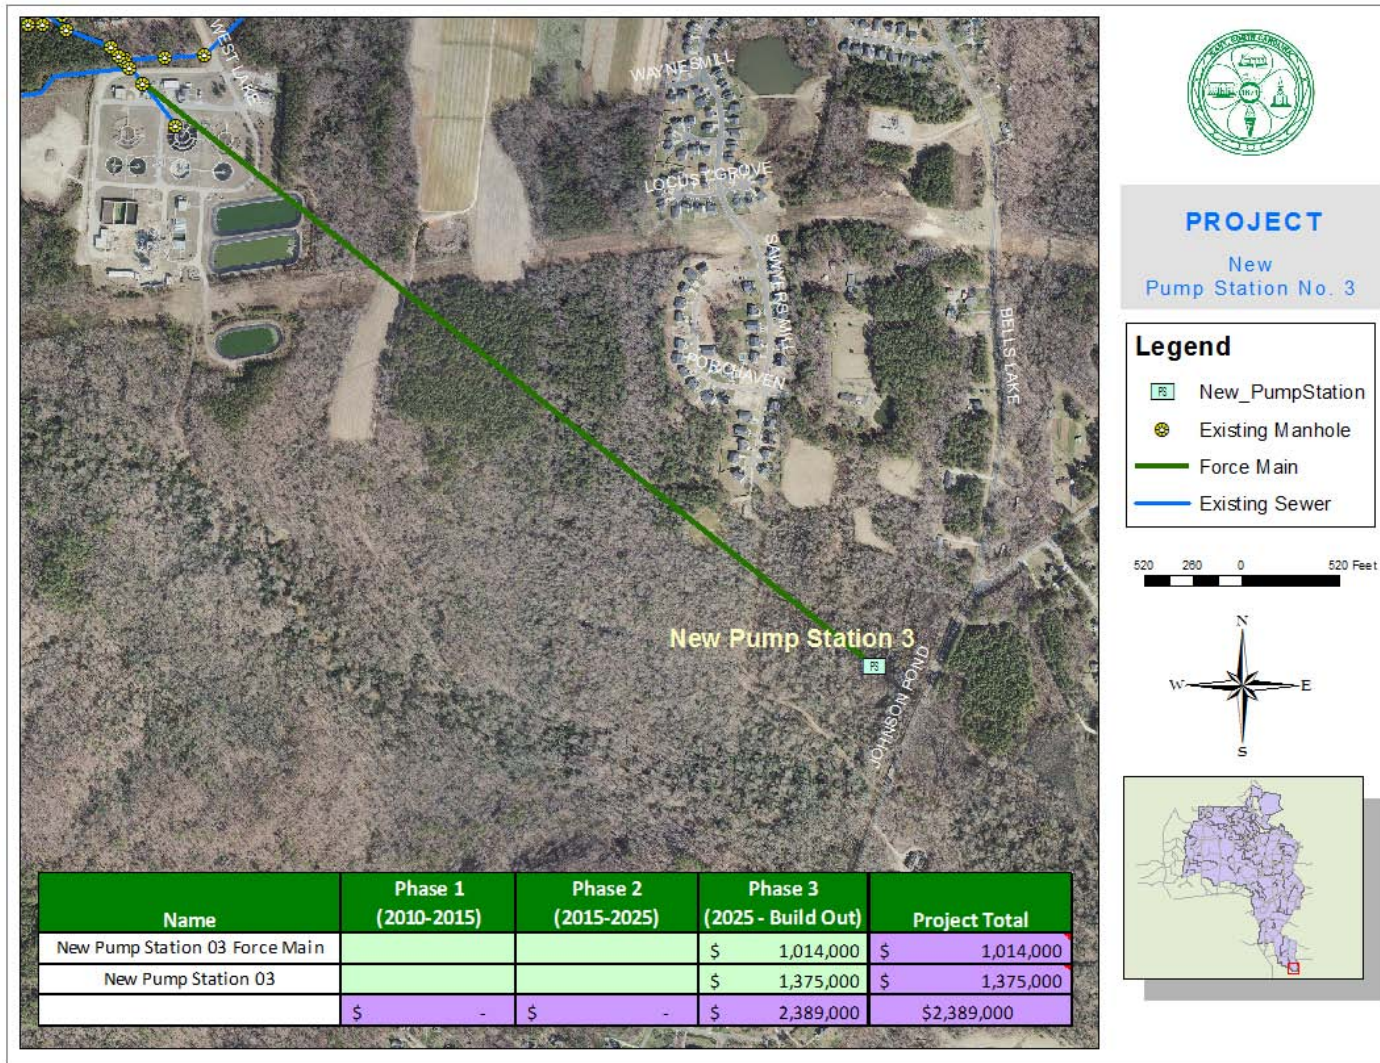 WEST LAKE
WAYNESMILL
LOCUST GROVE
SAWYERS MILL
BELLS LAKE
New Pump Station 3
PS
JOHNSON POND
Name
Phase 1
(2010-2015)
Phase 2
(2015-2025)
Phase 3
(2025 - Build Out)
Project Total
New Pump Station 03 Force Main
$ 1,014,000
$ 1,014,000
New Pump Station 03
$ 1,375,000
$ 1,375,000
$ -
$ -
$ 2,389,000
$2,389,000
1871
PROJECT
New
Pump Station No. 3
Legend
PS New_PumpStation
Existing Manhole
Force Main
Existing Sewer
520 260 0 520 Feet
N
W E
S